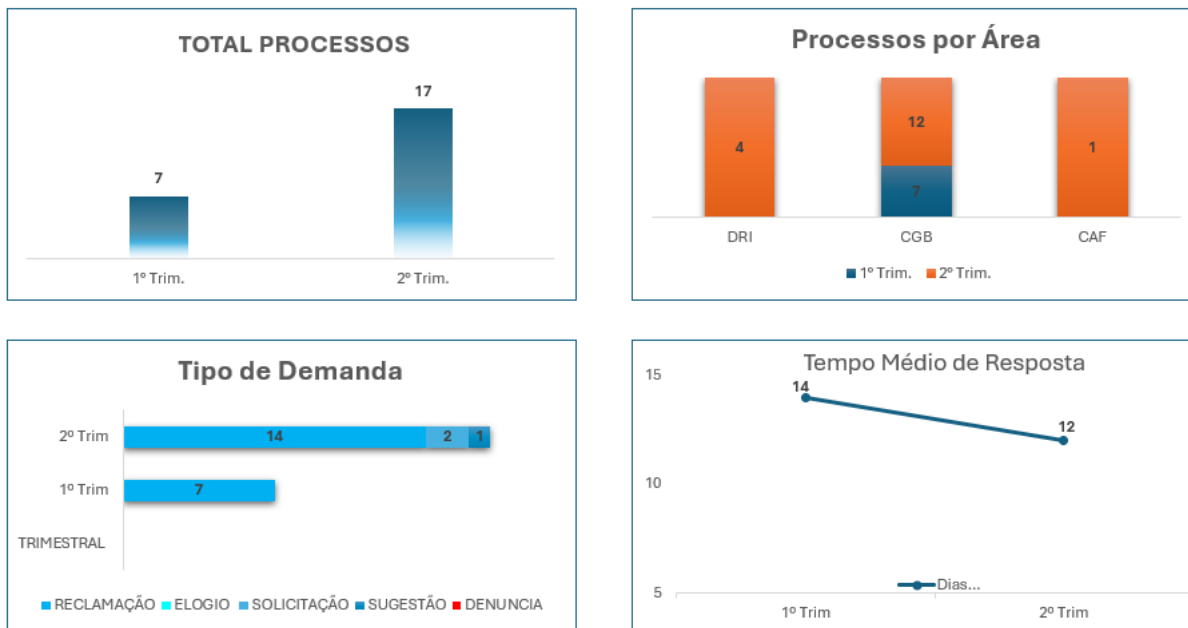 TOTAL PROCESSOS
17
7
1º Trim.
2º Trim.
Processos por Área
4
12
7
1
DRI
CGB
CAF
1º Trim.
2º Trim.
Tipo de Demanda
2º Trim
14
2
1
1º Trim
7
TRIMESTRAL
RECLAMAÇÃO
ELOGIO
SOLICITAÇÃO
SUGESTÃO
DENUNCIA
Tempo Médio de Resposta
15
14
12
10
Dias...
5
1º Trim
2º Trim